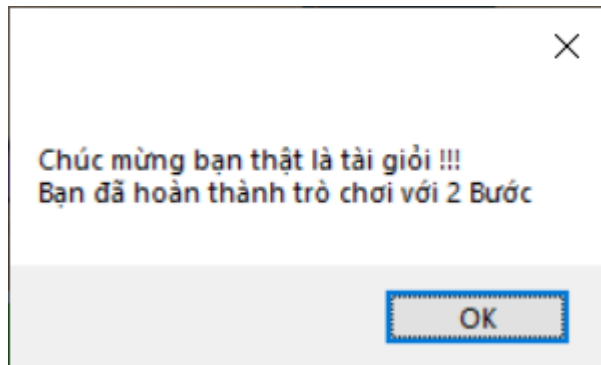 Chúc mừng bạn thật là tài giỏi !!!
Bạn đã hoàn thành trò chơi với 2 Bước
OK